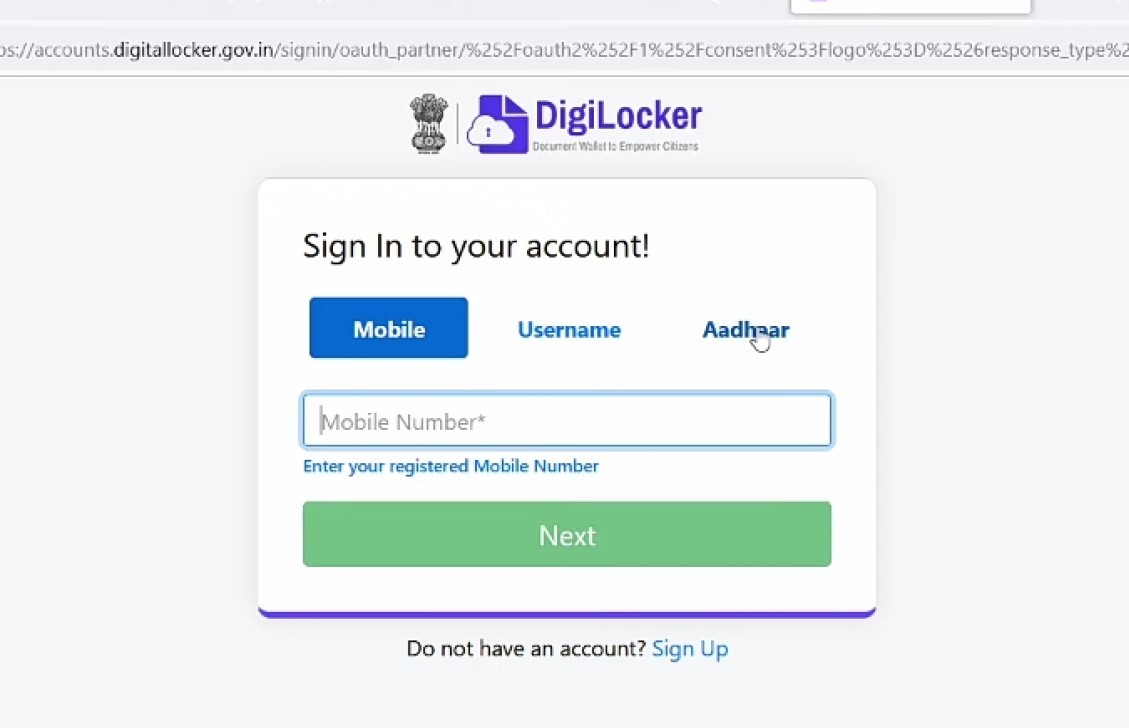 ps://accounts.digitallocker.gov.in/signin/oauth_partner/%252Foauth2%252F1%252Fconsent%253Flogo%253D%2526response_type%2
DigiLocker
Document Wallet to Empower Citizens
Sign In to your account!
Mobile Username Aadhaar
Mobile Number*
Enter your registered Mobile Number
Next
Do not have an account? Sign Up